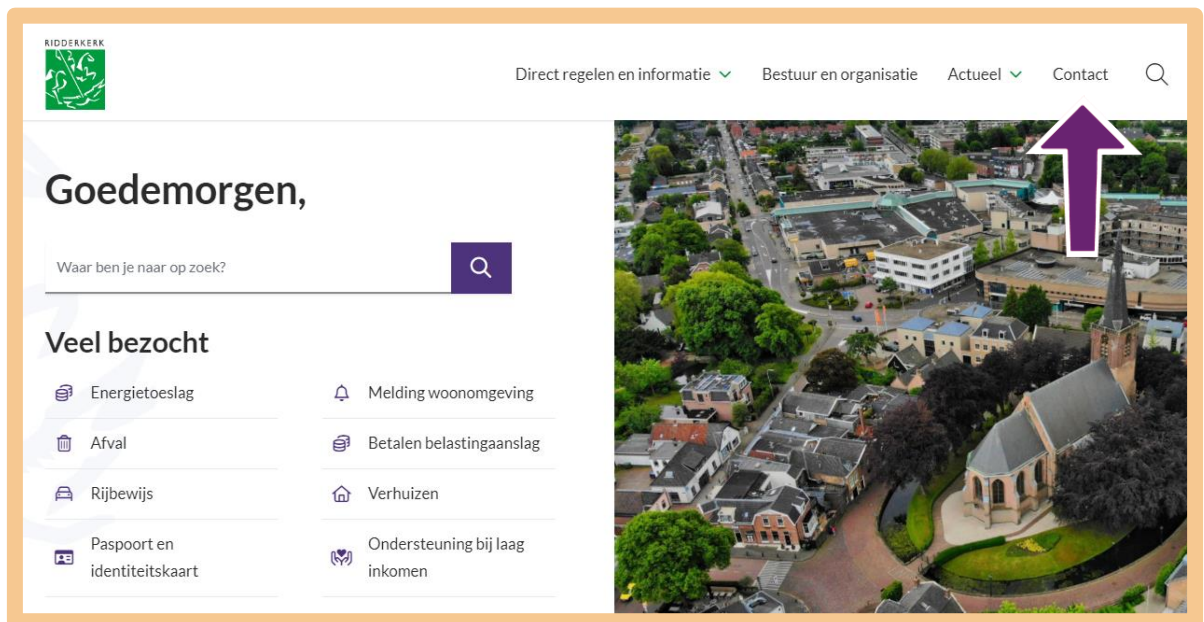 RIDDERKERK
Direct regelen en informatie
Bestuur en organisatie
Actueel
Contact
Goedemorgen,
Waar ben je naar op zoek?
Veel bezocht
Energietoeslag
Melding woonomgeving
Afval
Betalen belastingaanslag
Rijbewijs
Verhuizen
Paspoort en
identiteitskaart
Ondersteuning bij laag
inkomen